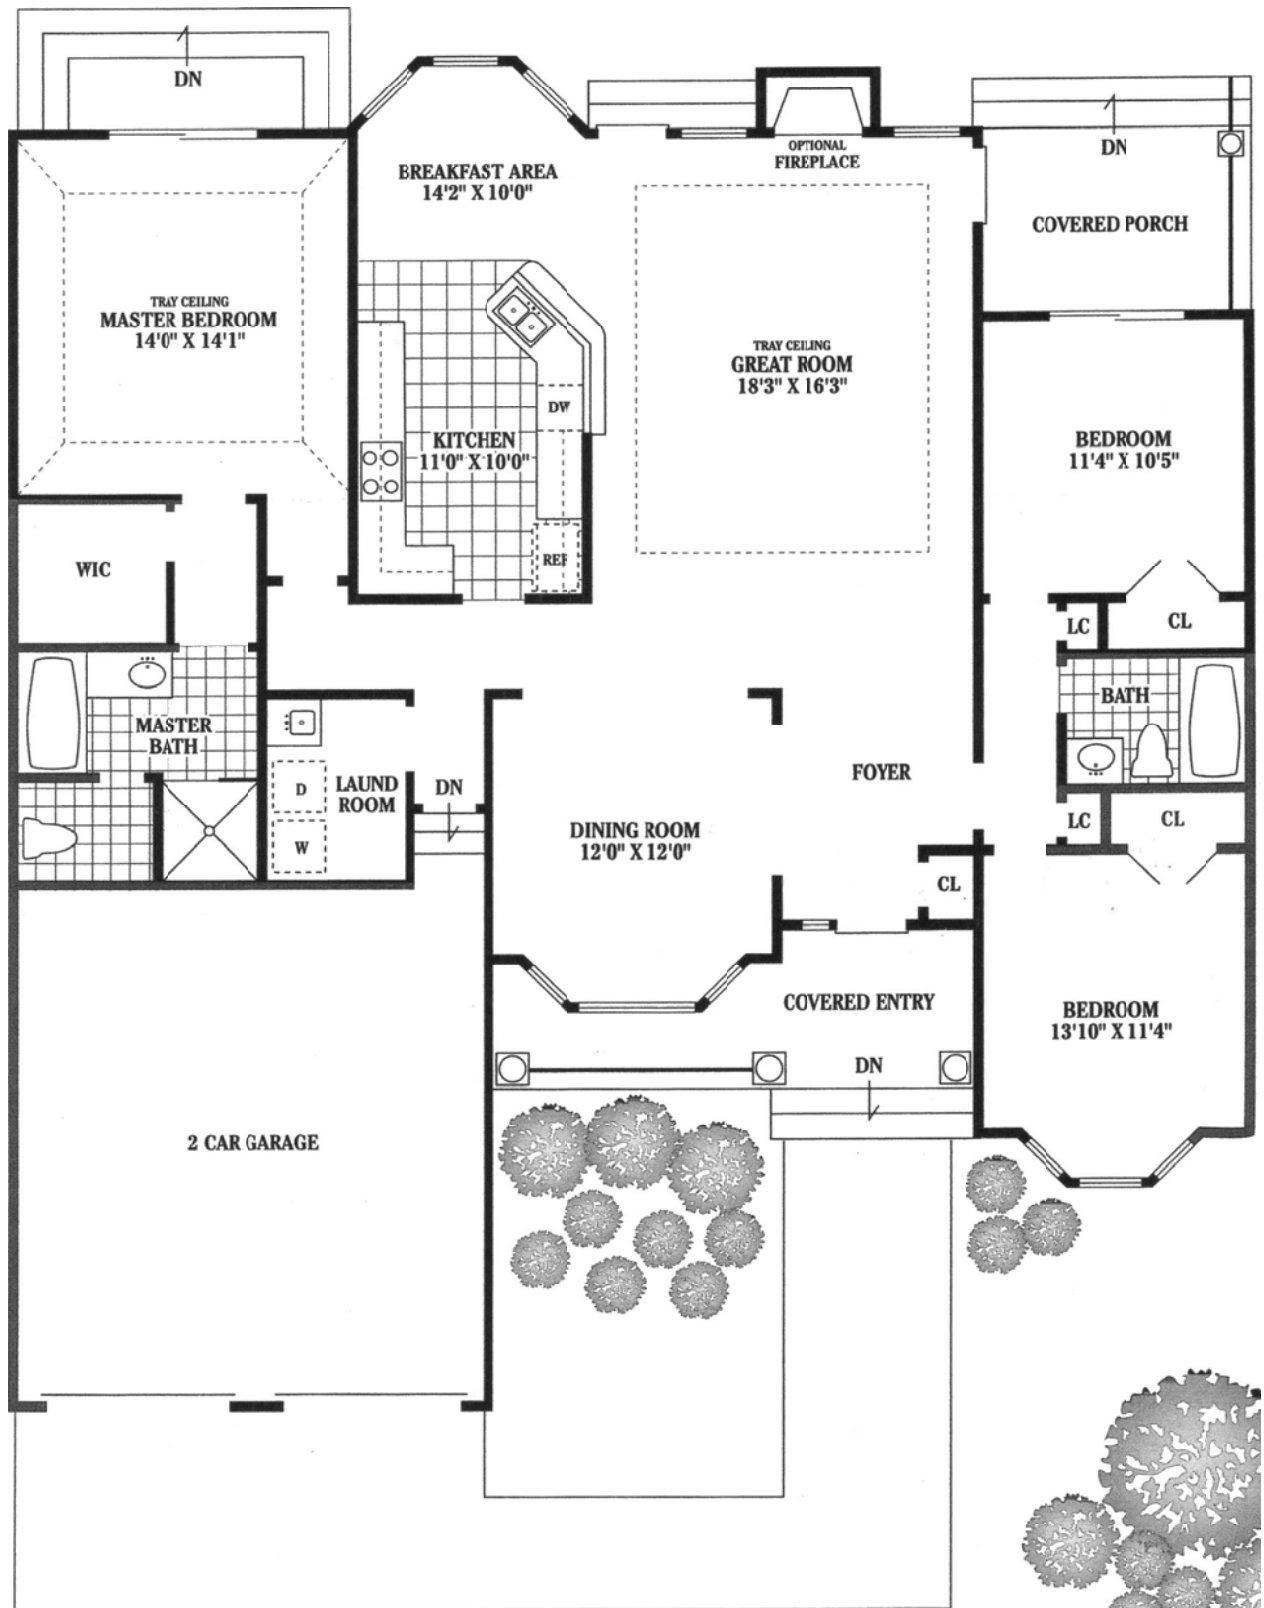 DN
OPTIONAL
FIREPLACE
DN
BREAKFAST AREA
14'2" X 10'0"
COVERED PORCH
TRAY CEILING
MASTER BEDROOM
14'0" X 14'1"
TRAY CEILING
GREAT ROOM
18'3" X 16'3"
DW
KITCHEN
11'0" X 10'0"
BEDROOM
11'4" X 10'5"
REF
WIC
LC
CL
MASTER
BATH
BATH
LAUND
ROOM
D
DN
FOYER
W
DINING ROOM
12'0" X 12'0"
LC
CL
CL
COVERED ENTRY
BEDROOM
13'10" X 11'4"
DN
2 CAR GARAGE